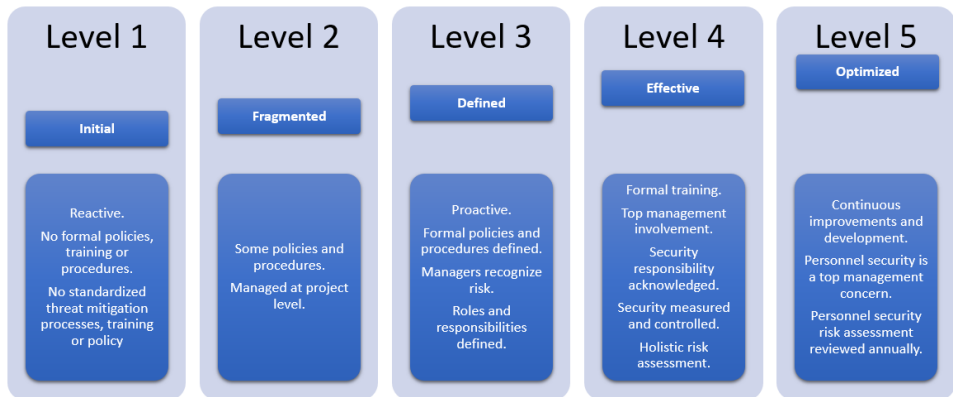 Level 1
Initial
Reactive.
No formal policies,
training or
procedures.
No standardized
threat mitigation
processes, training
or policy
Level 2
Fragmented
Some policies and
procedures.
Managed at project
level.
Level 3
Defined
Proactive.
Formal policies and
procedures defined.
Managers recognize
risk.
Roles and
responsibilities
defined.
Level 4
Effective
Formal training.
Top management
involvement.
Security
responsibility
acknowledged.
Security measured
and controlled.
Holistic risk
assessment.
Level 5
Optimized
Continuous
improvements and
development.
Personnel security is
a top management
concern.
Personnel security
risk assessment
reviewed annually.